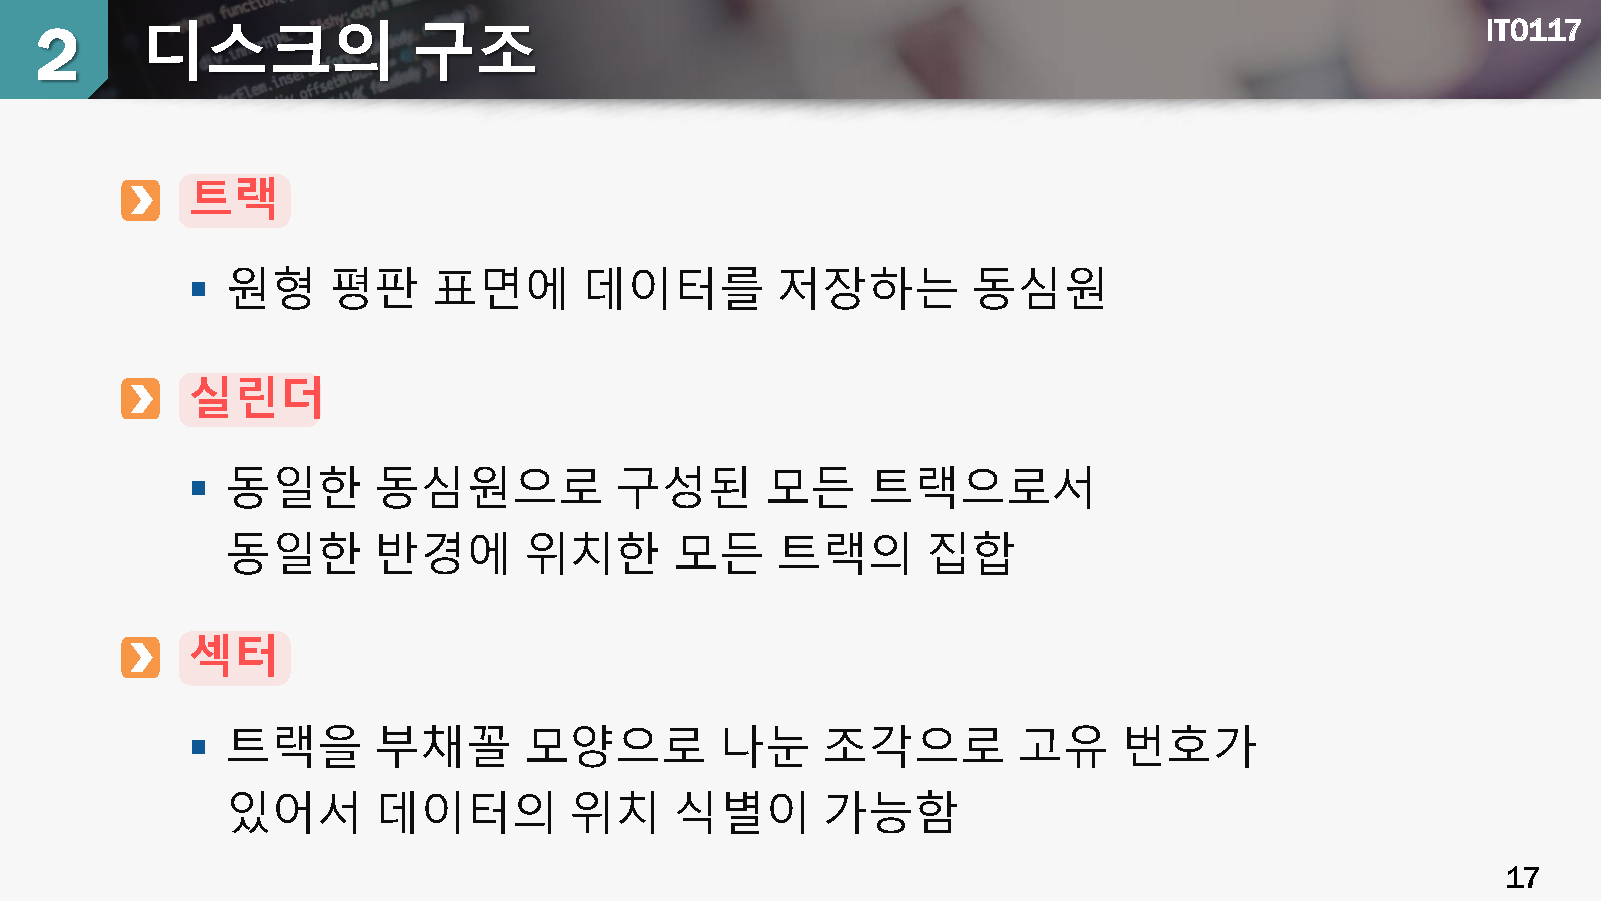 2 디스크의 구조
IT0117
트랙
▪ 원형 평판 표면에 데이터를 저장하는 동심원
실린더
▪ 동일한 동심원으로 구성된 모든 트랙으로서
동일한 반경에 위치한 모든 트랙의 집합
섹터
▪ 트랙을 부채꼴 모양으로 나눈 조각으로 고유 번호가
있어서 데이터의 위치 식별이 가능함
17